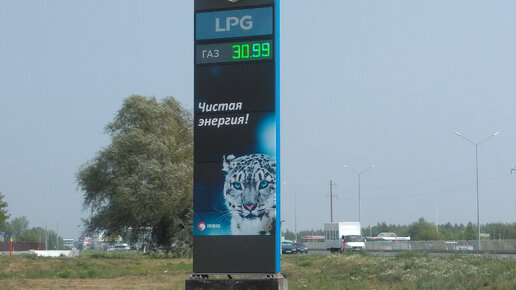 LPG
ГАЗ 30.99
Чистая
энергия!
IRBIS